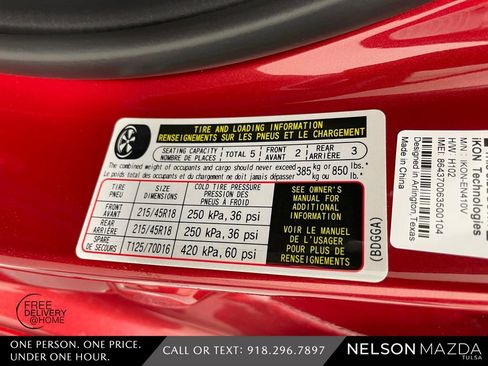 TIRE AND LOADING INFORMATION
RENSEIGNEMENTS SUR LES PNEUS ET LE CHARGEMENT
SEATING CAPACITY
NOMBRE DE PLACES
TOTAL 5
FRONT
AVANT 2
REAR
ARRIÈRE 3
The combined weight of occupants and cargo should never exceed
Le poids total des occupants et du chargement ne doit jamais dépasser
385 kg or ou 850 lbs. lb.
TIRE
PNEU
SIZE
DIMENSIONS
COLD TIRE PRESSURE
PRESSION DES
PNEUS À FROID
FRONT
AVANT
215/45R18
250 kPa, 36 psi
REAR
ARRIÈRE
215/45R18
250 kPa, 36 psi
SPARE
DE SECOURS
T125/70D16
420 kPa, 60 psi
SEE OWNER'S
MANUAL FOR
ADDITIONAL
INFORMATION
VOIR LE MANUEL
DE L'USAGER
POUR PLUS DE
RENSEIGNEMENTS
(BDGGA)
IKON Technologies
MN: IKON-EN410V
HW: H102
IMEI: 864370063500104
Designed in Arlington, Texas
Made in China
FREE
DELIVERY
@HOME
ONE PERSON. ONE PRICE.
UNDER ONE HOUR.
CALL OR TEXT: 918.296.7897
NELSON MAZDA
TULSA